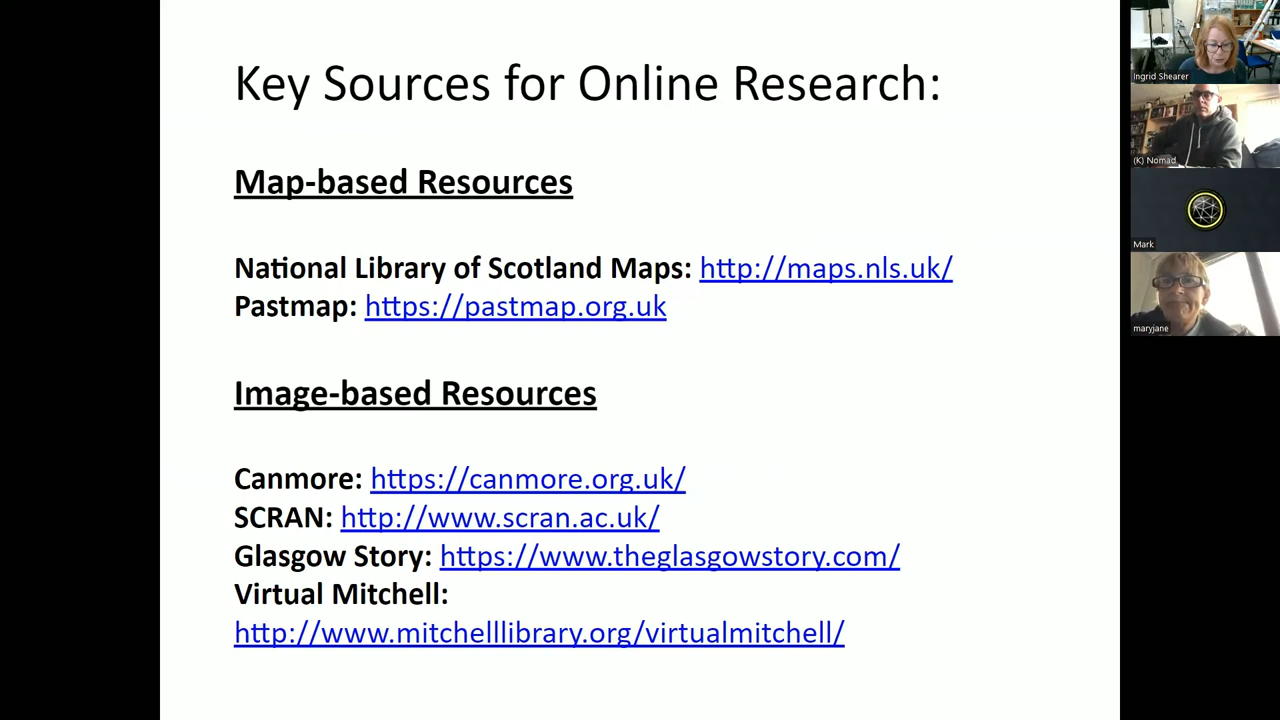 Key Sources for Online Research:
Map-based Resources
National Library of Scotland Maps: http://maps.nls.uk/
Pastmap: https://pastmap.org.uk
Image-based Resources
Canmore: https://canmore.org.uk/
SCRAN: http://www.scran.ac.uk/
Glasgow Story: https://www.theglasgowstory.com/
Virtual Mitchell:
http://www.mitchelllibrary.org/virtualmitchell/
Ingrid Shearer
(K) Nomad
Mark
maryjane